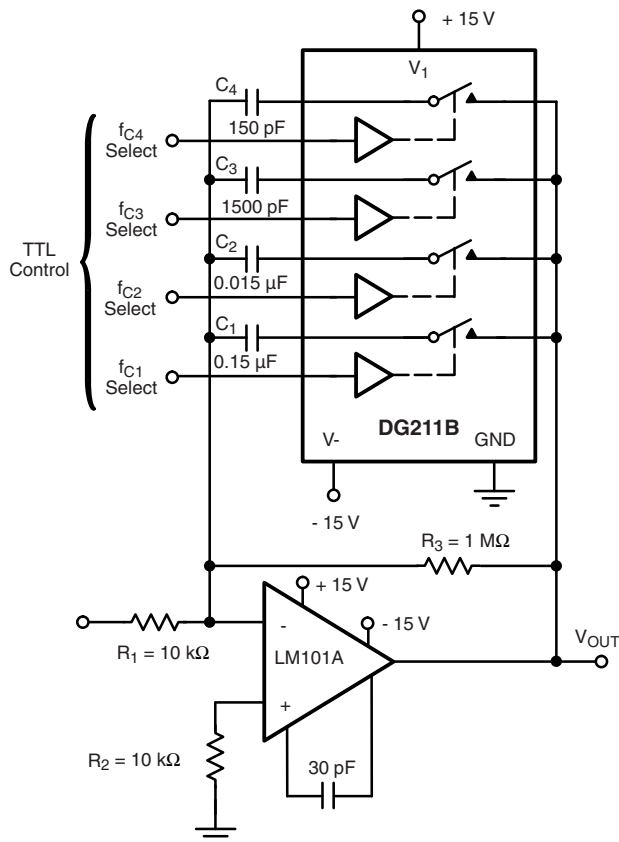 + 15 V
V1
C4
150 pF
fC4
Select
C3
1500 pF
fC3
Select
TTL
Control
C2
0.015 µF
fC2
Select
C1
0.15 µF
fC1
Select
DG211B
V-
GND
- 15 V
R3 = 1 MΩ
+ 15 V
- 15 V
-
LM101A
+
VOUT
R1 = 10 kΩ
R2 = 10 kΩ
30 pF